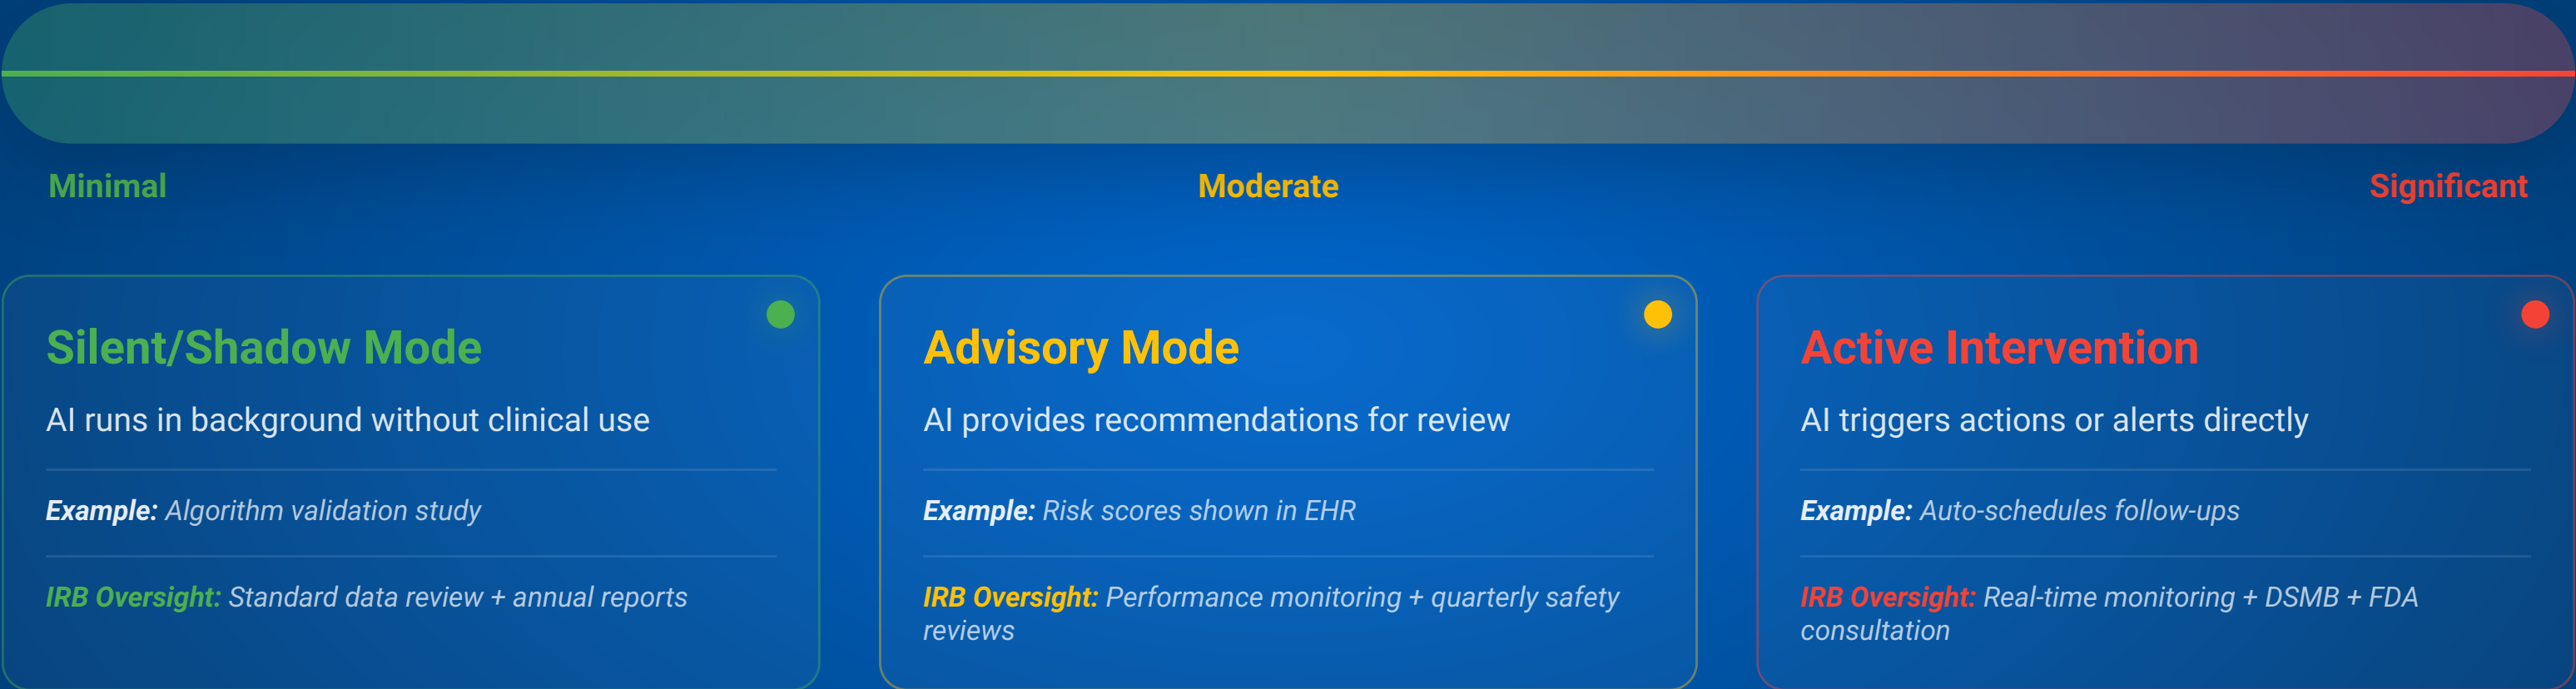 Minimal
Moderate
Significant
Silent/Shadow Mode
AI runs in background without clinical use
Example: Algorithm validation study
IRB Oversight: Standard data review + annual reports
Advisory Mode
AI provides recommendations for review
Example: Risk scores shown in EHR
IRB Oversight: Performance monitoring + quarterly safety
reviews
Active Intervention
AI triggers actions or alerts directly
Example: Auto-schedules follow-ups
IRB Oversight: Real-time monitoring + DSMB + FDA
consultation